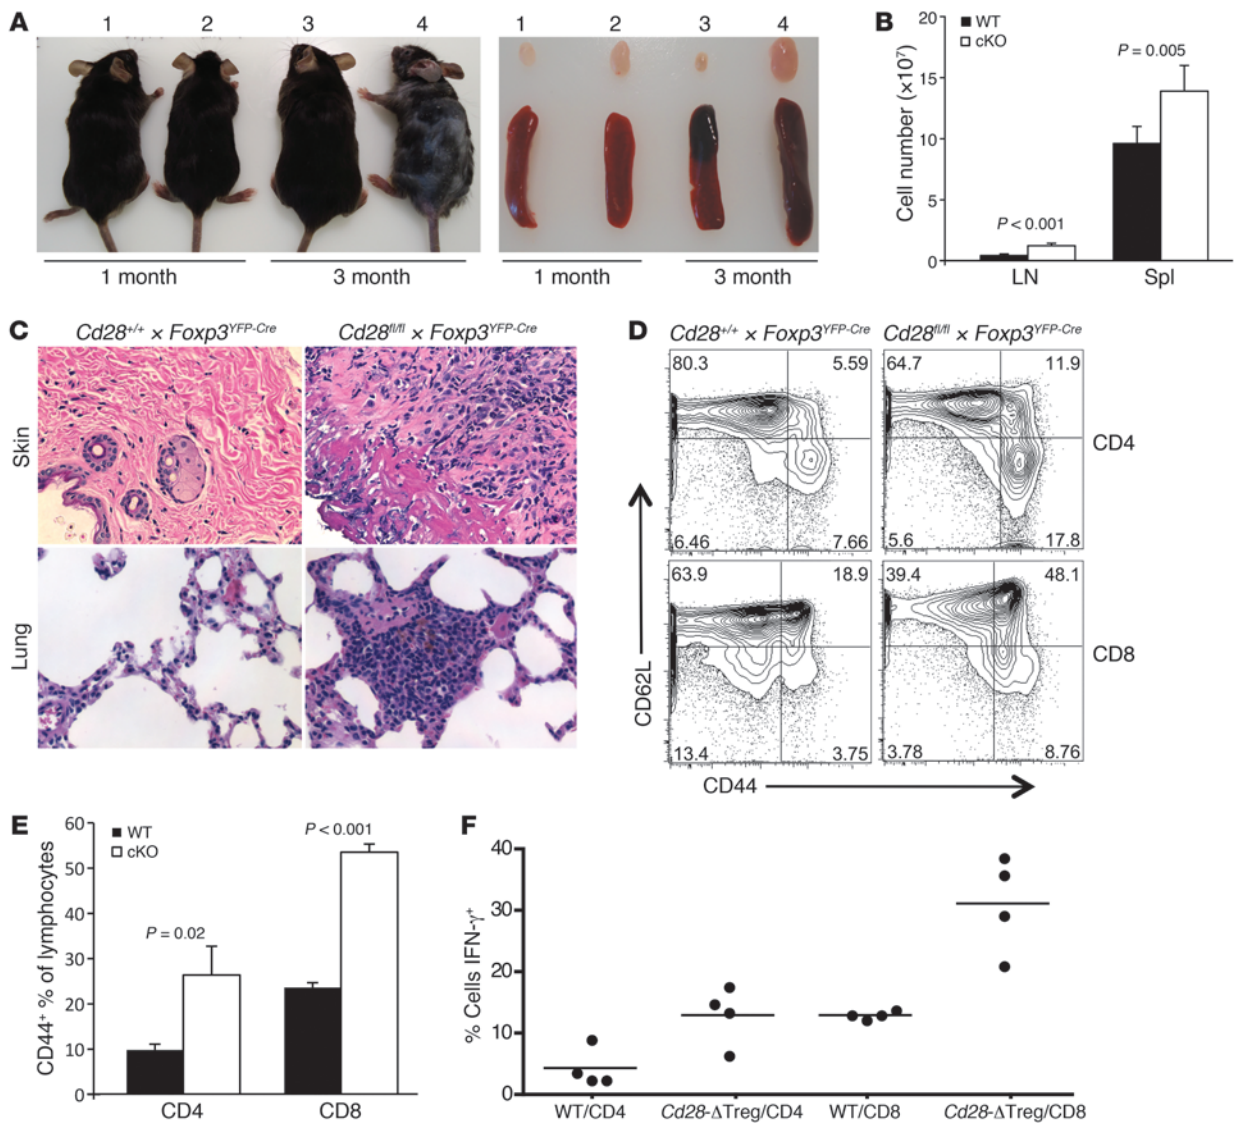 A
1 2 3 4
1 2 3 4
1 month
3 month
1 month
3 month
B
WT
cKO
Cell number (×10⁷)
20
15
10
5
0
P = 0.005
P < 0.001
LN
Spl
C
Cd28+/+ × Foxp3YFP-Cre
Cd28fl/fl × Foxp3YFP-Cre
Skin
Lung
D
Cd28+/+ × Foxp3YFP-Cre
Cd28fl/fl × Foxp3YFP-Cre
80.3 5.59
6.46 7.66
64.7 11.9
5.6 17.8
CD4
63.9 18.9
13.4 3.75
39.4 48.1
3.78 8.76
CD8
CD62L
CD44
E
WT
cKO
CD44+ % of lymphocytes
60
50
40
30
20
10
0
P = 0.02
P < 0.001
CD4
CD8
F
% Cells IFN-γ+
40
30
20
10
0
WT/CD4
Cd28-ΔTreg/CD4
WT/CD8
Cd28-ΔTreg/CD8